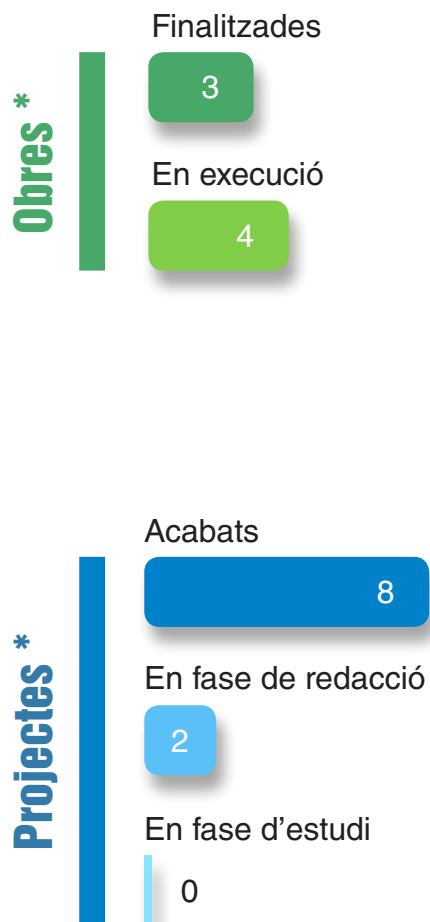 Obres *
Finalitzades
3
En execució
4
Projectes *
Acabats
8
En fase de redacció
2
En fase d’estudi
0